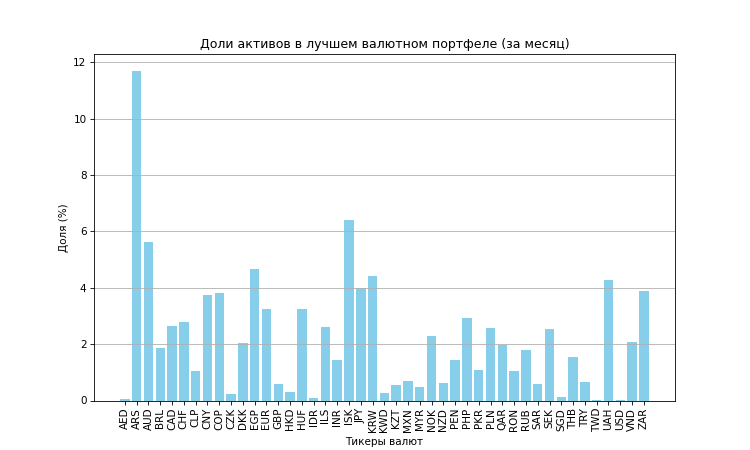 Доли активов в лучшем валютном портфеле (за месяц)
Доля (%)
12
10
8
6
4
2
0
AED ARS AUD BRL CAD CHF CLP CNY COP CZK DKK EGP EUR GBP HKD HUF IDR ILS INR ISK JPY KRW KWD KZT MXN MYR NOK NZD PEN PHP PKR PLN QAR RON RUB SAR SEK SGD THB TRY TWD UAH USD VND ZAR
Тикеры валют